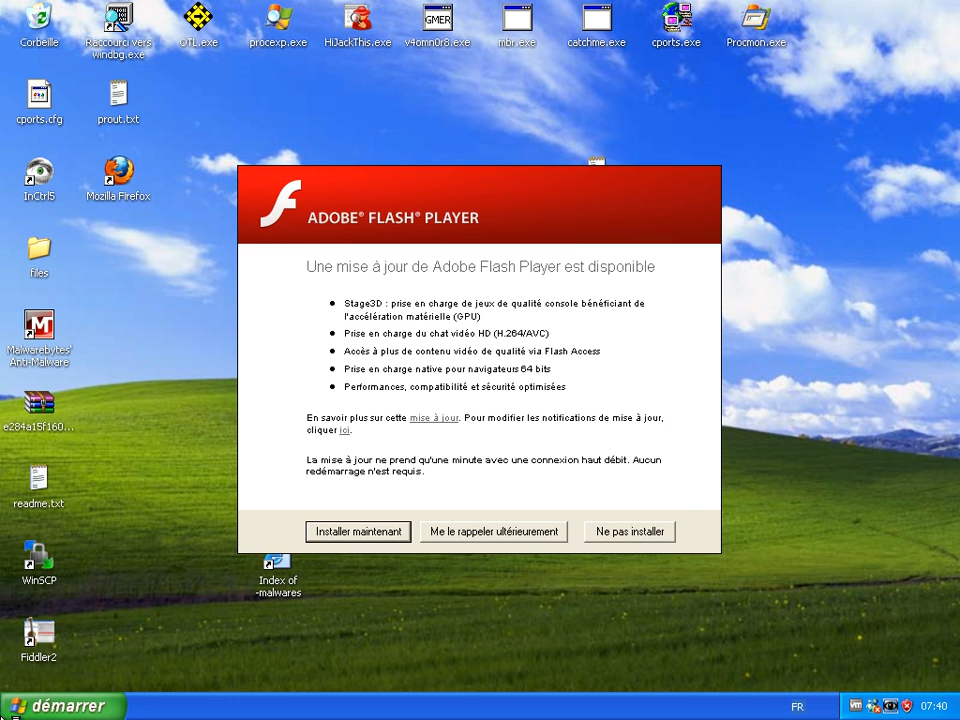 Corbeille
Raccourci vers windbg.exe
OTL.exe
procexp.exe
HiJackThis.exe
GMER
v4omn0r8.exe
mbr.exe
catchme.exe
cports.exe
Procmon.exe
cports.cfg
prout.txt
InCtrl5
Mozilla Firefox
files
Malwarebytes' Anti-Malware
e284a15f160...
readme.txt
WinSCP
Fiddler2
Index of -malwares
ADOBE® FLASH® PLAYER
Une mise à jour de Adobe Flash Player est disponible
Stage3D : prise en charge de jeux de qualité console bénéficiant de
l'accélération matérielle (GPU)
Prise en charge du chat vidéo HD (H.264/AVC)
Accès à plus de contenu vidéo de qualité via Flash Access
Prise en charge native pour navigateurs 64 bits
Performances, compatibilité et sécurité optimisées
En savoir plus sur cette mise à jour. Pour modifier les notifications de mise à jour,
cliquer ici.
La mise à jour ne prend qu'une minute avec une connexion haut débit. Aucun
redémarrage n'est requis.
Installer maintenant
Me le rappeler ultérieurement
Ne pas installer
démarrer
FR
07:40